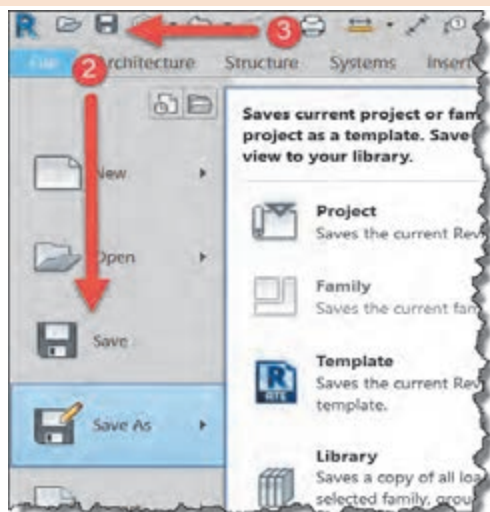 R
3
File Architecture Structure Systems Insert
2
Saves current project or fam
project as a template. Save
view to your library.
New
Project
Saves the current Rev
Open
Family
Saves the current fam
Save
Template
Saves the current Rev
template.
R
RTE
Save As
Library
Saves a copy of all loa
selected family, group